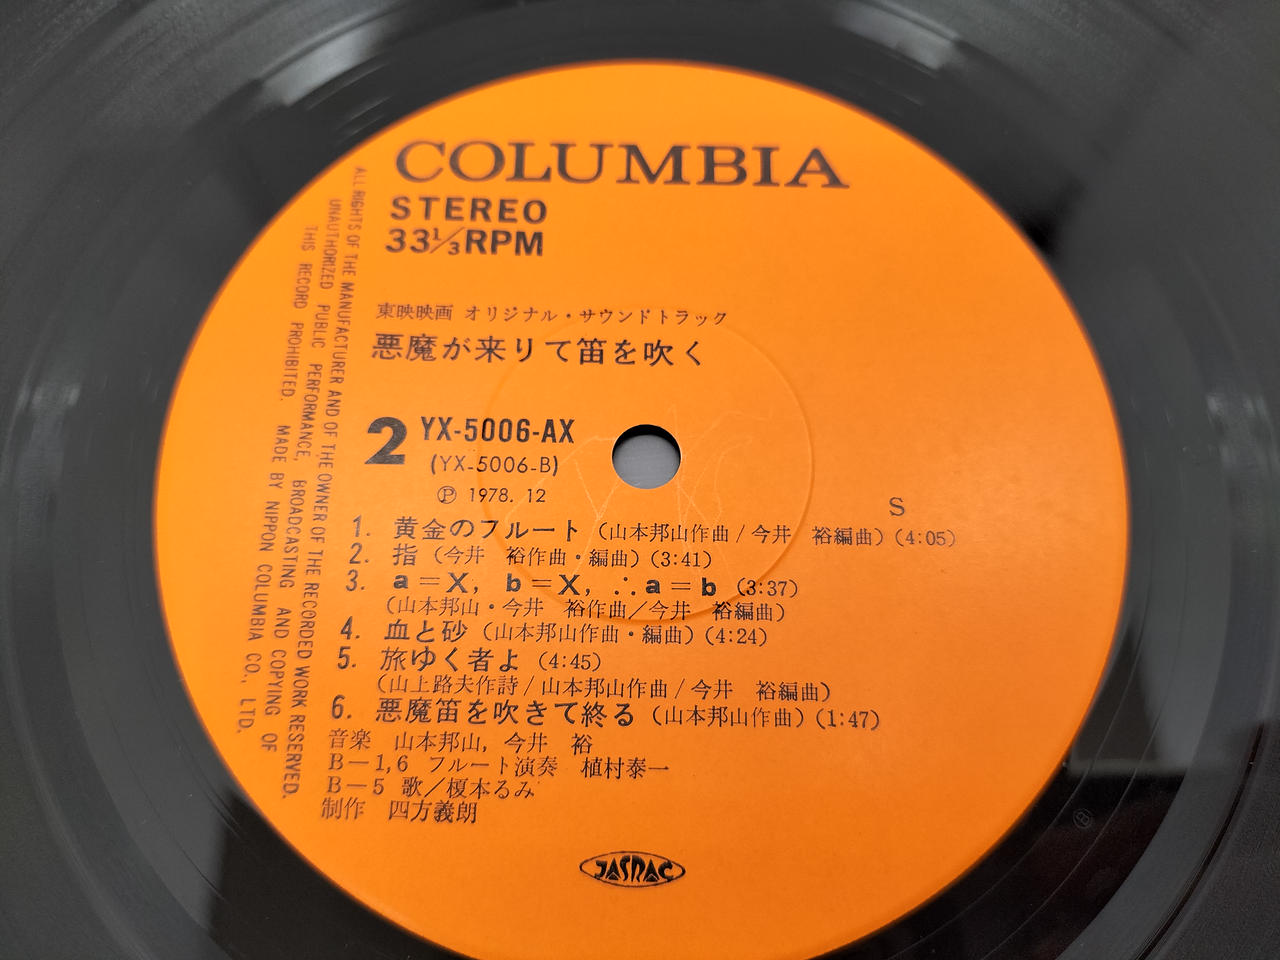 COLUMBIA
STEREO
33⅓RPM
東映映画 オリジナル・サウンドトラック
悪魔が来りて笛を吹く
2 YX-5006-AX
(YX-5006-B)
Ⓟ 1978. 12
S
1. 黄金のフルート（山本邦山作曲/今井 裕編曲）(4:05)
2. 指（今井 裕作曲・編曲）(3:41)
3. a=X, b=X, ∴a=b (3:37)
（山本邦山・今井 裕作曲/今井 裕編曲）
4. 血と砂（山本邦山作曲・編曲）(4:24)
5. 旅ゆく者よ (4:45)
（山上路夫作詩/山本邦山作曲/今井 裕編曲）
6. 悪魔笛を吹きて終る（山本邦山作曲）(1:47)
音楽 山本邦山, 今井 裕
B-1,6 フルート演奏 植村泰一
B-5 歌/榎本るみ
制作 四方義朗
JASRAC
ALL RIGHTS OF THE MANUFACTURER AND OF THE OWNER OF THE RECORDED WORK RESERVED.
UNAUTHORIZED PUBLIC PERFORMANCE, BROADCASTING AND COPYING OF
THIS RECORD PROHIBITED. MADE BY NIPPON COLUMBIA CO., LTD.